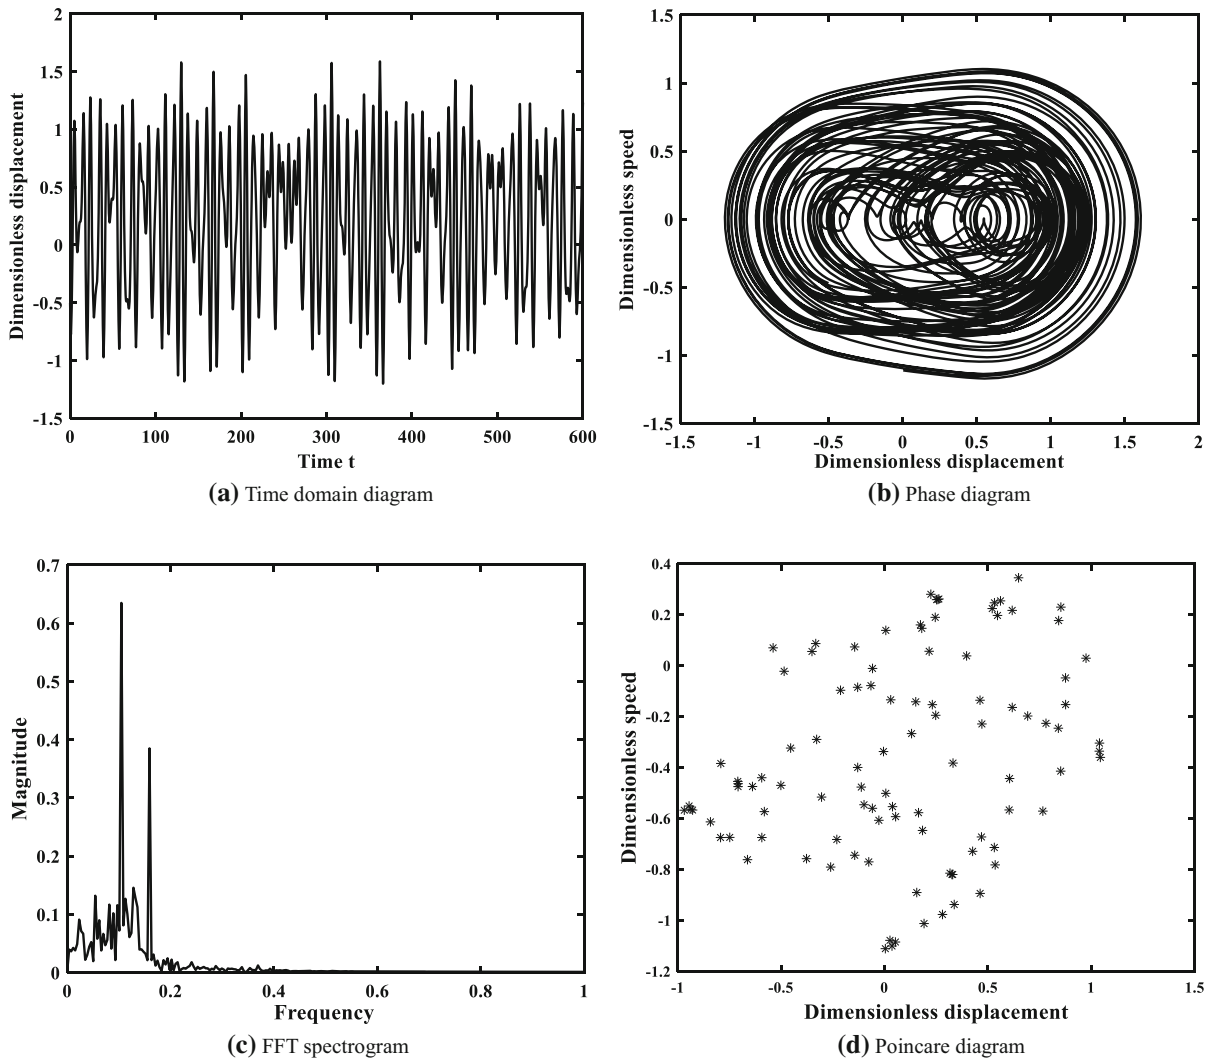 2
1.5
1
0.5
0
-0.5
-1
-1.5
0 100 200 300 400 500 600
Dimensionless displacement
Time t
(a) Time domain diagram
1.5
1
0.5
0
-0.5
-1
-1.5
-1.5 -1 -0.5 0 0.5 1 1.5 2
Dimensionless speed
Dimensionless displacement
(b) Phase diagram
0.7
0.6
0.5
0.4
0.3
0.2
0.1
0
0 0.2 0.4 0.6 0.8 1
Magnitude
Frequency
(c) FFT spectrogram
0.4
0.2
0
-0.2
-0.4
-0.6
-0.8
-1
-1.2
-1 -0.5 0 0.5 1 1.5
Dimensionless speed
Dimensionless displacement
(d) Poincare diagram